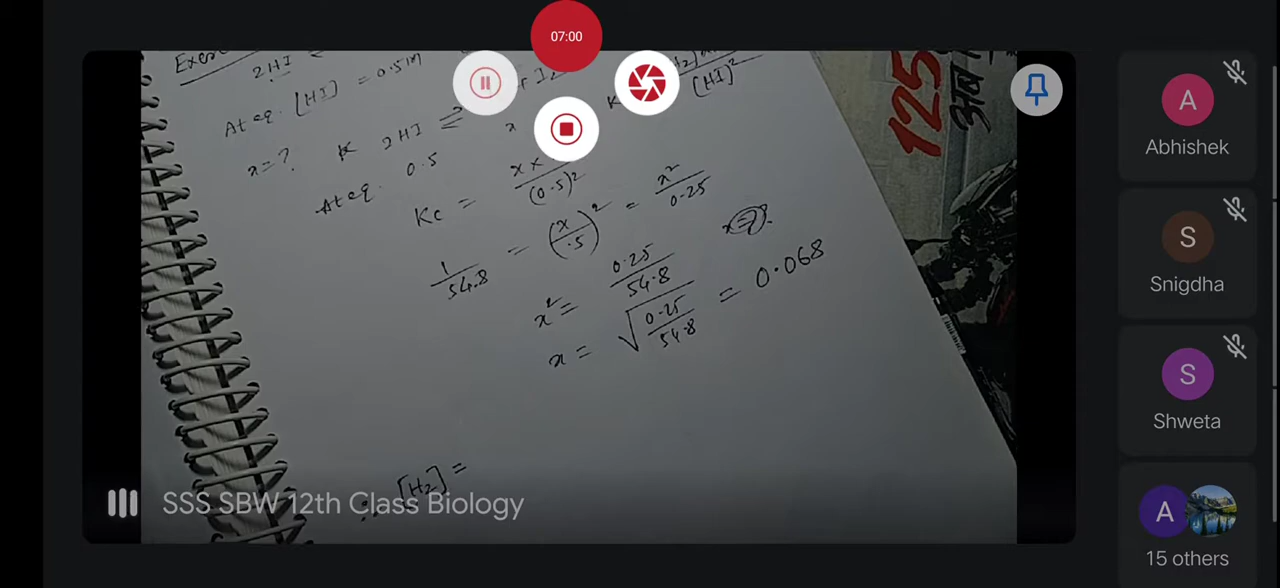 07:00
Exer
2HI
At eq. [HI] = 0.5M
x = ? K 2HI ⇌
+ I₂
[HI]²
At eq. 0.5 x
Kc = x × / (0.5)² 
1/54.8 = (x/.5)² = x²/0.25
x² = 0.25/54.8
x = √(0.25/54.8) = 0.068
∴ [H₂] =
SSS SBW 12th Class Biology
125
A
Abhishek
S
Snigdha
S
Shweta
A
15 others